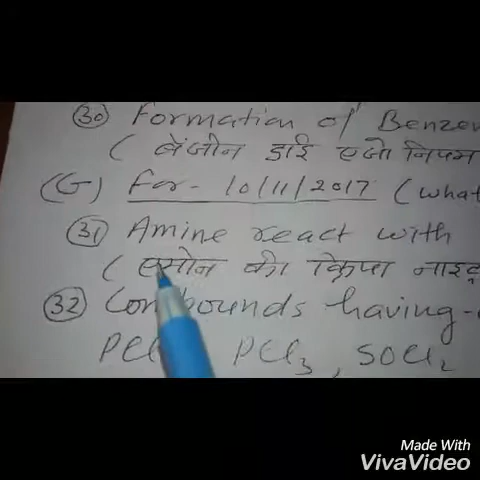 (30) Formation of Benzen
( बेंजीन डाई एजोनियम
(G) For - 10/11/2017 (what
(31) Amine react with
( एमीन की क्रिया नाइट्र
(32) Compounds having -
PCl PCl3, SOCl2
Made With
VivaVideo